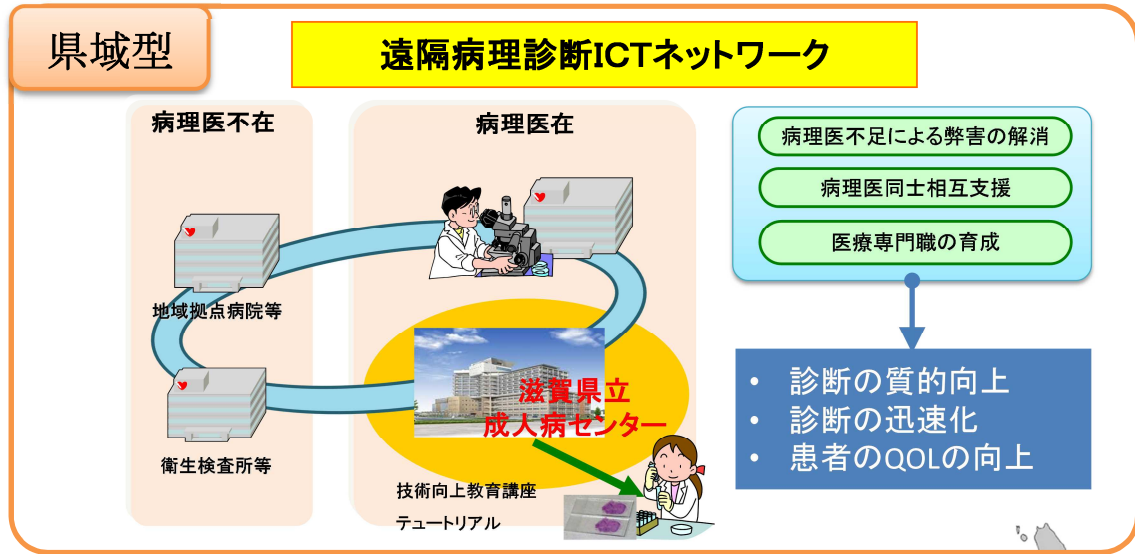 県域型
遠隔病理診断ICTネットワーク
病理医不在
病理医在
地域拠点病院等
衛生検査所等
滋賀県立
成人病センター
技術向上教育講座
テュートリアル
病理医不足による弊害の解消
病理医同士相互支援
医療専門職の育成
• 診断の質的向上
• 診断の迅速化
• 患者のQOLの向上